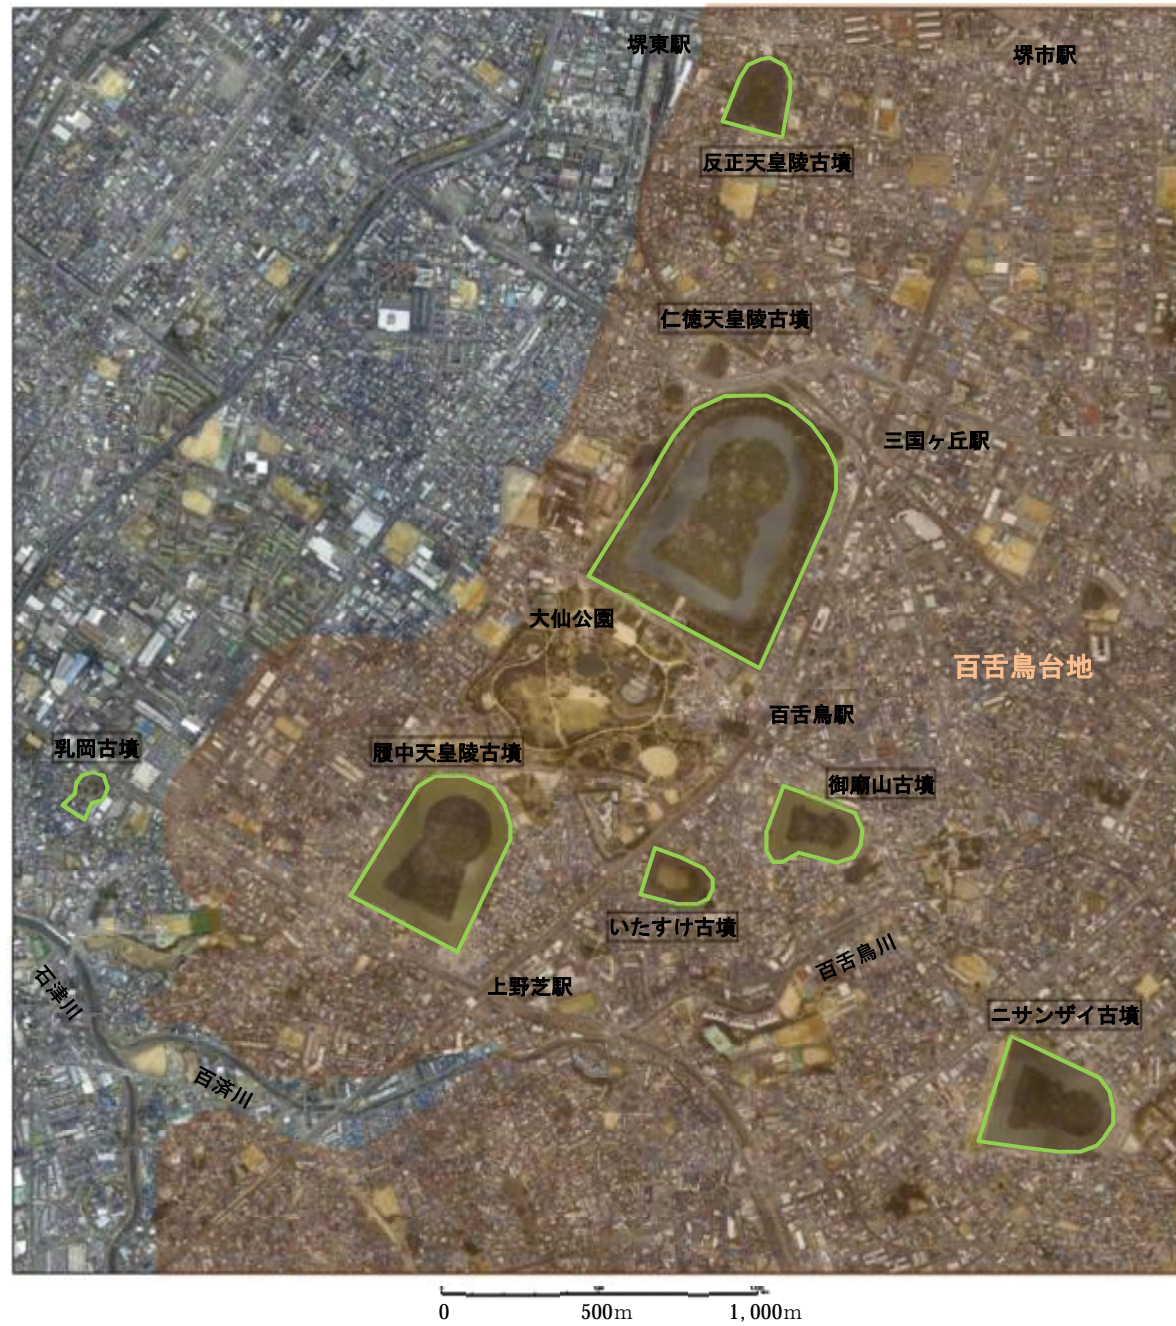 堺東駅
堺市駅
反正天皇陵古墳
仁徳天皇陵古墳
三国ヶ丘駅
大仙公園
百舌鳥台地
百舌鳥駅
乳岡古墳
履中天皇陵古墳
御廟山古墳
いたすけ古墳
百舌鳥川
石津川
上野芝駅
ニサンザイ古墳
百済川
0 500m 1,000m